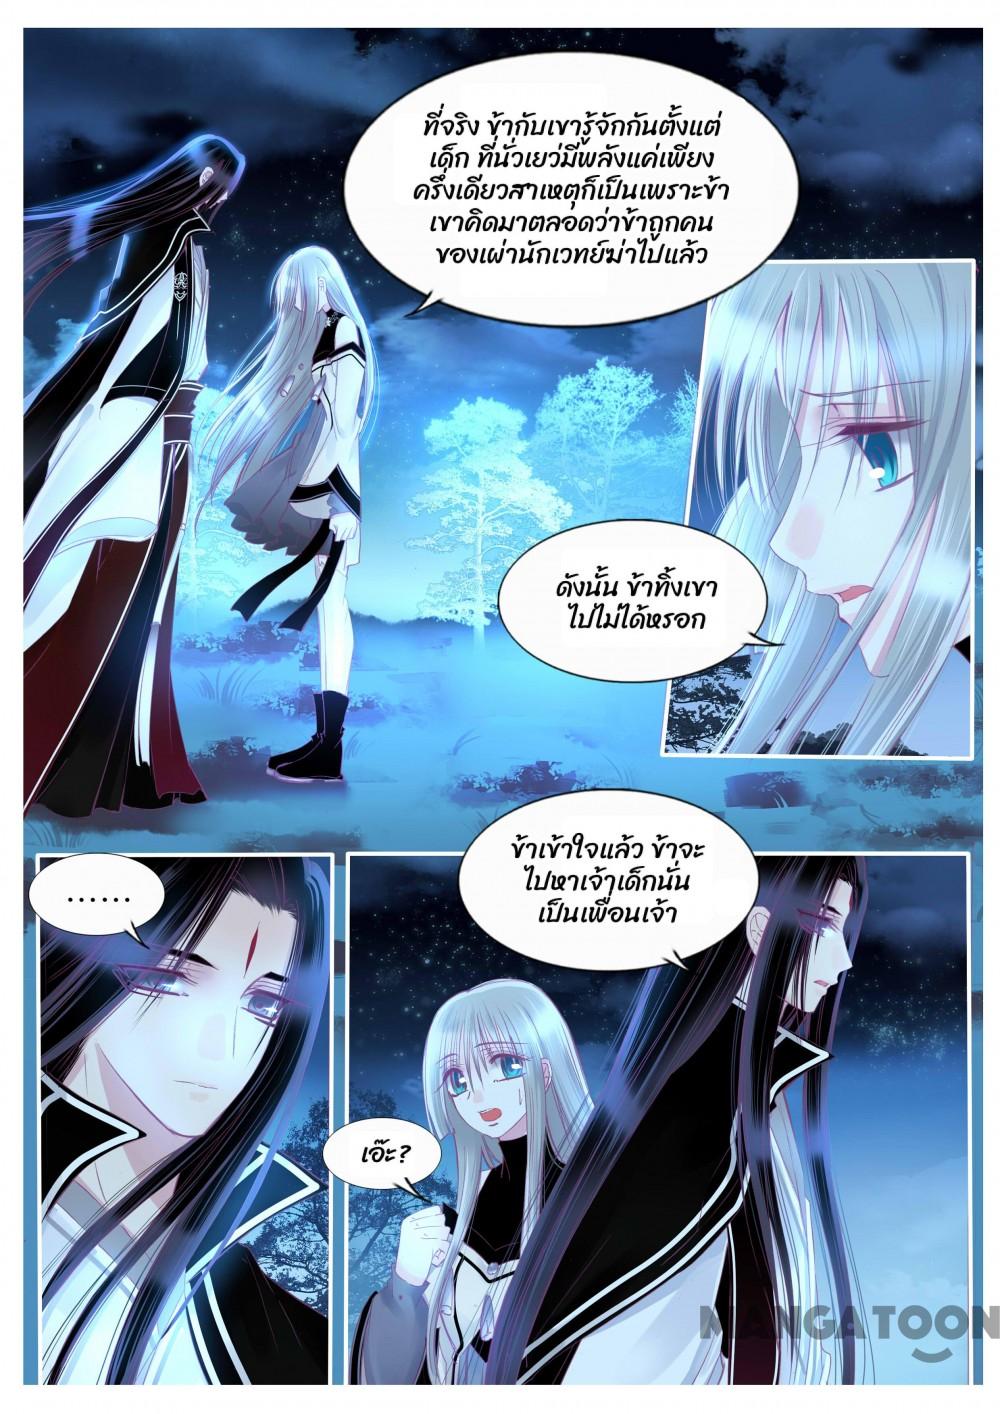 ที่จริง ข้ากับเขารู้จักกันตั้งแต่
เด็ก ที่นั่วเยว่มีพลังแค่เพียง
ครึ่งเดียวสาเหตุก็เป็นเพราะข้า
เขาคิดมาตลอดว่าข้าถูกคน
ของเผ่านักเวทย์ฆ่าไปแล้ว
ดังนั้น ข้าทิ้งเขา
ไปไม่ได้หรอก
......
ข้าเข้าใจแล้ว ข้าจะ
ไปหาเจ้าเด็กนั่น
เป็นเพื่อนเจ้า
เอ๊ะ?
MANGATOON